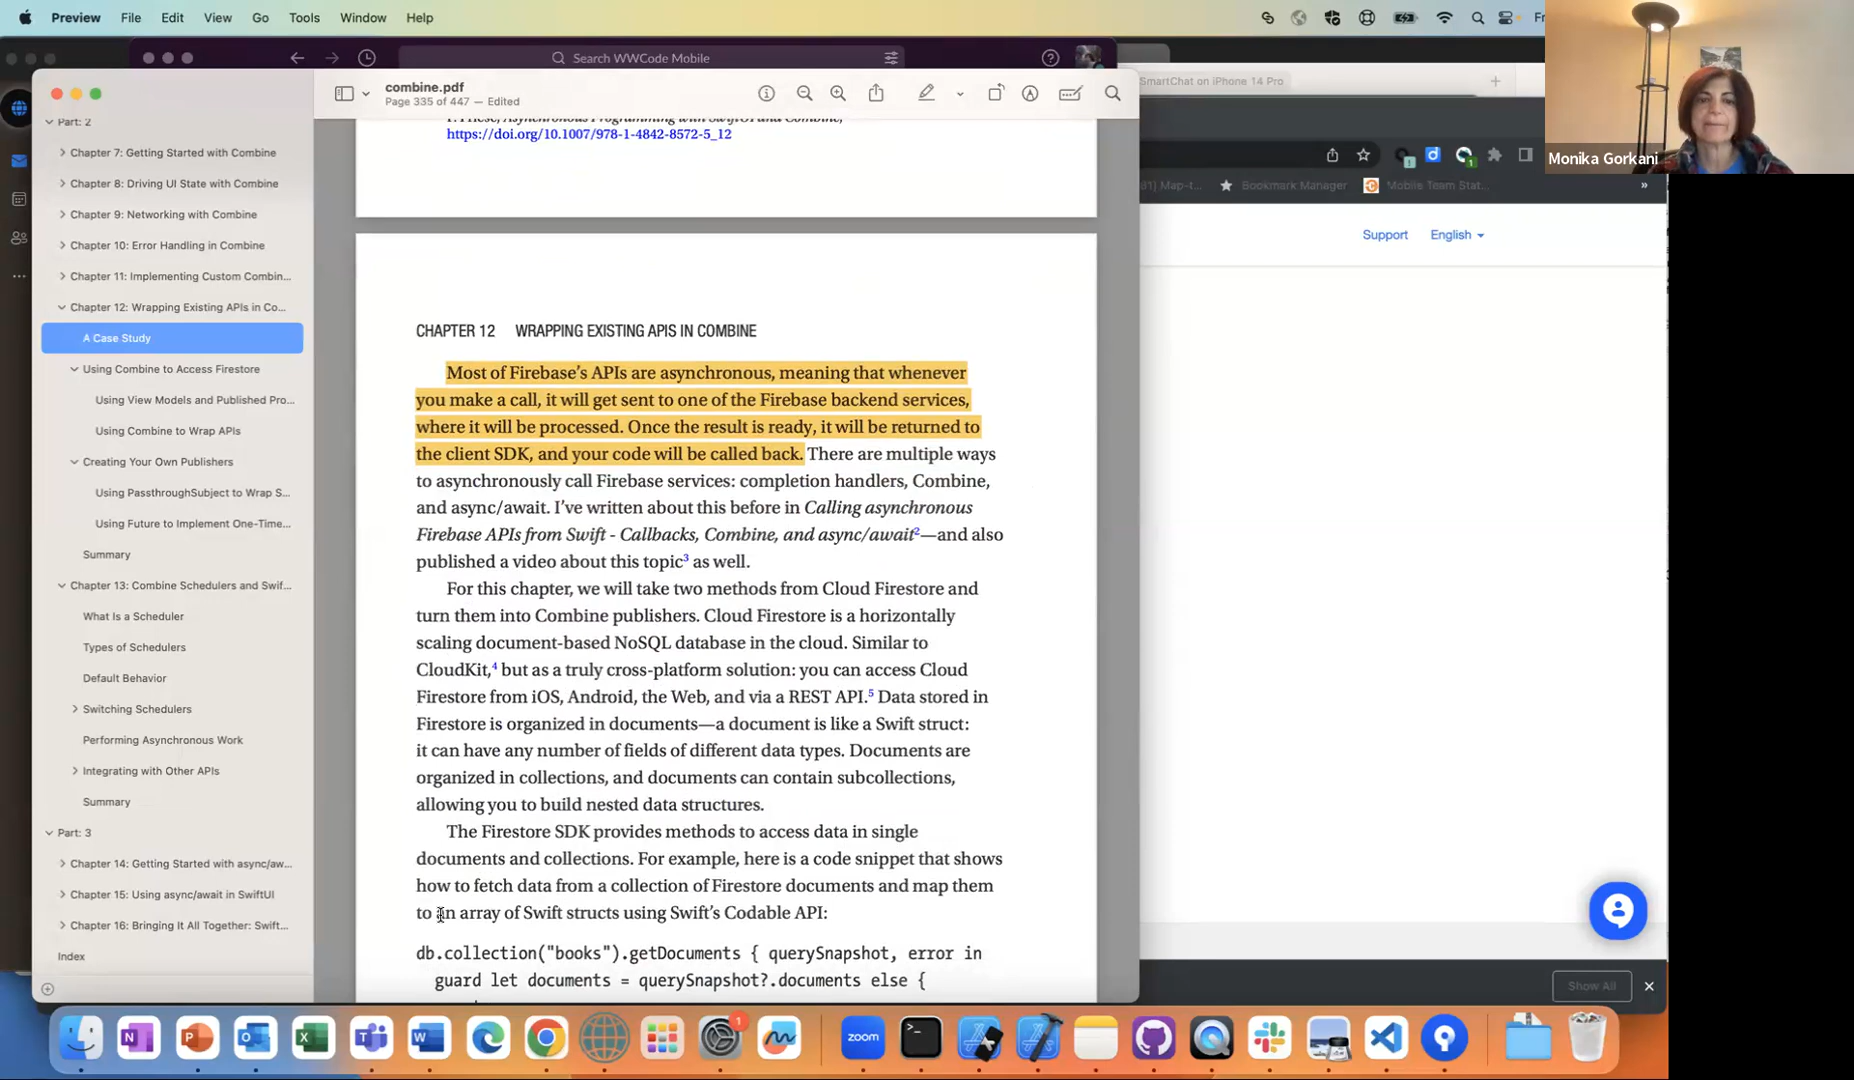 Preview File Edit View Go Tools Window Help
Search WWCode Mobile
combine.pdf
Page 335 of 447 — Edited
SmartChat on iPhone 14 Pro
Monika Gorkani
Bookmark Manager
Mobile Team Stat...
Support English
Part: 2
Chapter 7: Getting Started with Combine
Chapter 8: Driving UI State with Combine
Chapter 9: Networking with Combine
Chapter 10: Error Handling in Combine
Chapter 11: Implementing Custom Combin...
Chapter 12: Wrapping Existing APIs in Co...
A Case Study
Using Combine to Access Firestore
Using View Models and Published Pro...
Using Combine to Wrap APIs
Creating Your Own Publishers
Using PassthroughSubject to Wrap S...
Using Future to Implement One-Time...
Summary
Chapter 13: Combine Schedulers and Swif...
What Is a Scheduler
Types of Schedulers
Default Behavior
Switching Schedulers
Performing Asynchronous Work
Integrating with Other APIs
Summary
Part: 3
Chapter 14: Getting Started with async/aw...
Chapter 15: Using async/await in SwiftUI
Chapter 16: Bringing It All Together: Swift...
Index
https://doi.org/10.1007/978-1-4842-8572-5_12
CHAPTER 12 WRAPPING EXISTING APIS IN COMBINE
Most of Firebase’s APIs are asynchronous, meaning that whenever
you make a call, it will get sent to one of the Firebase backend services,
where it will be processed. Once the result is ready, it will be returned to
the client SDK, and your code will be called back. There are multiple ways
to asynchronously call Firebase services: completion handlers, Combine,
and async/await. I’ve written about this before in Calling asynchronous
Firebase APIs from Swift - Callbacks, Combine, and async/await2—and also
published a video about this topic3 as well.
For this chapter, we will take two methods from Cloud Firestore and
turn them into Combine publishers. Cloud Firestore is a horizontally
scaling document-based NoSQL database in the cloud. Similar to
CloudKit,4 but as a truly cross-platform solution: you can access Cloud
Firestore from iOS, Android, the Web, and via a REST API.5 Data stored in
Firestore is organized in documents—a document is like a Swift struct:
it can have any number of fields of different data types. Documents are
organized in collections, and documents can contain subcollections,
allowing you to build nested data structures.
The Firestore SDK provides methods to access data in single
documents and collections. For example, here is a code snippet that shows
how to fetch data from a collection of Firestore documents and map them
to an array of Swift structs using Swift’s Codable API:
db.collection("books").getDocuments { querySnapshot, error in
guard let documents = querySnapshot?.documents else {
Show All
zoom